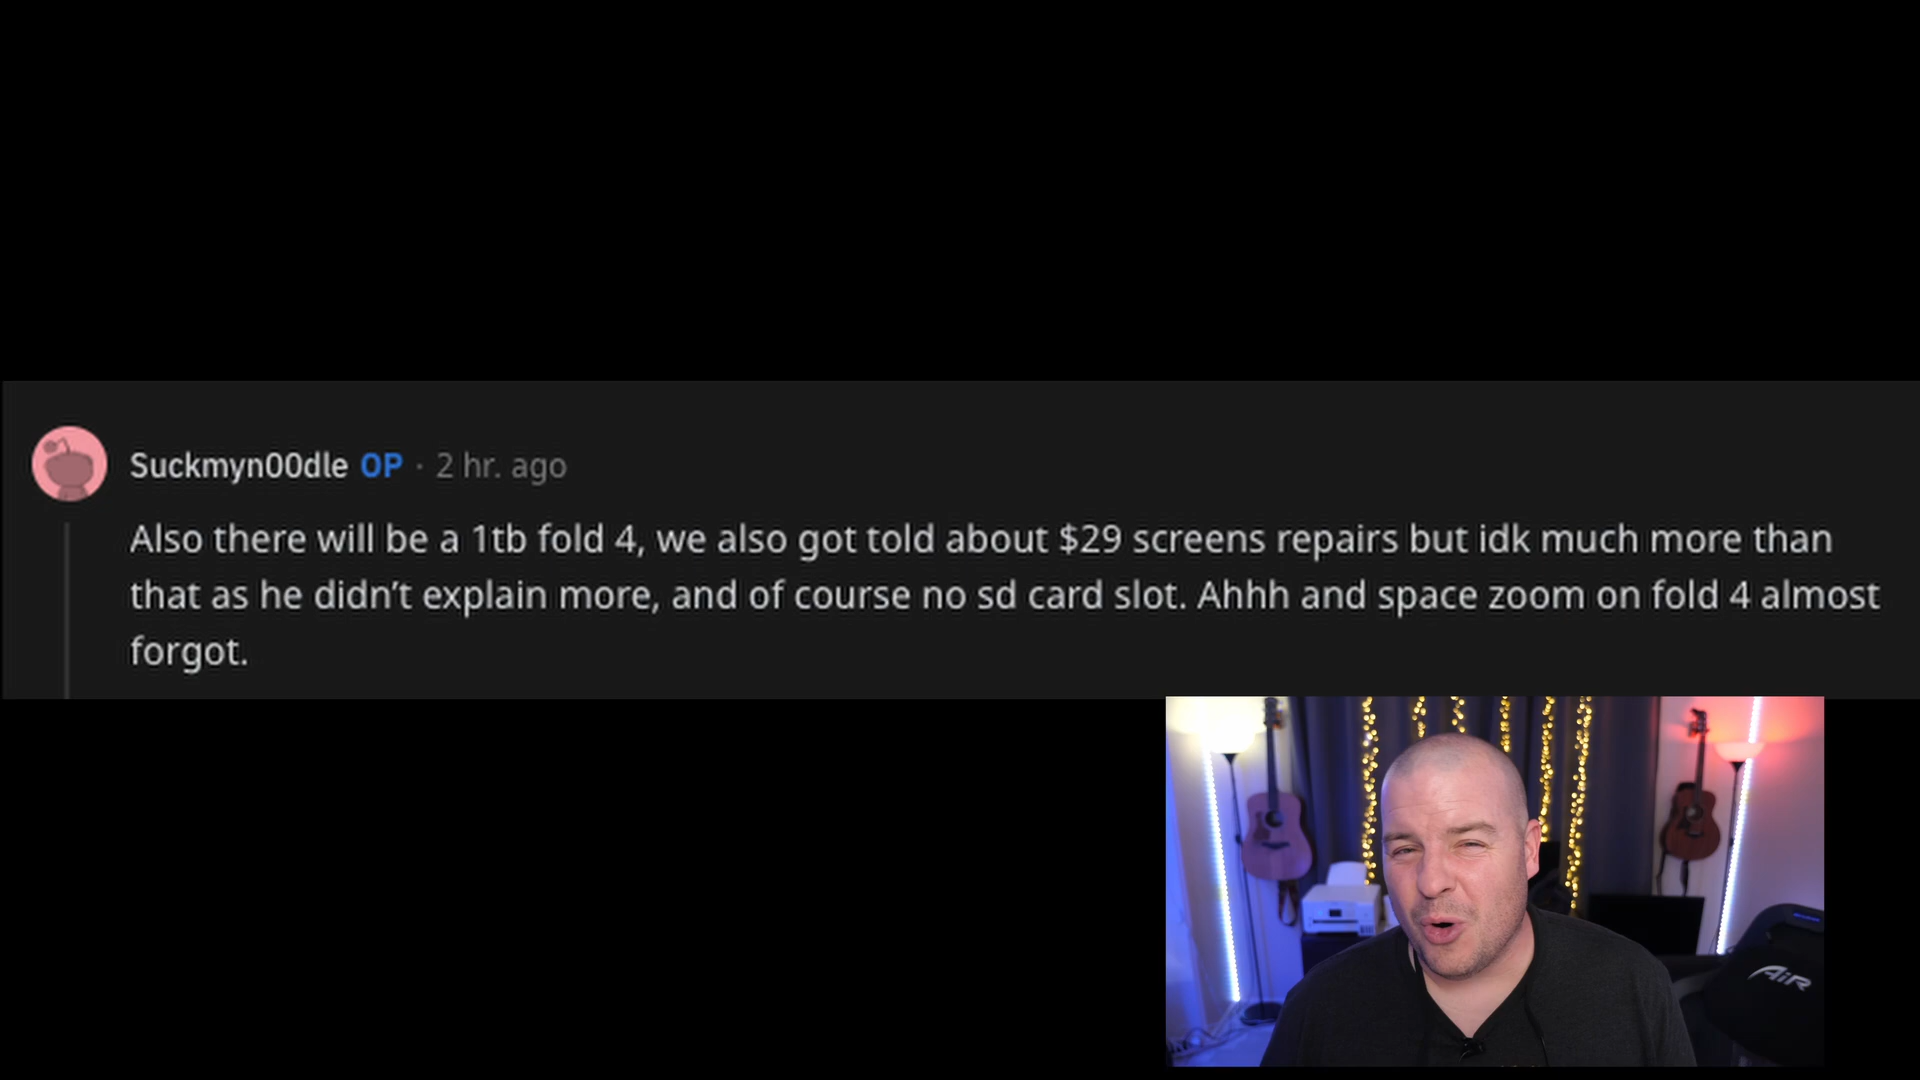 Suckmyn00dle OP · 2 hr. ago
Also there will be a 1tb fold 4, we also got told about $29 screens repairs but idk much more than
that as he didn’t explain more, and of course no sd card slot. Ahhh and space zoom on fold 4 almost
forgot.
AiR